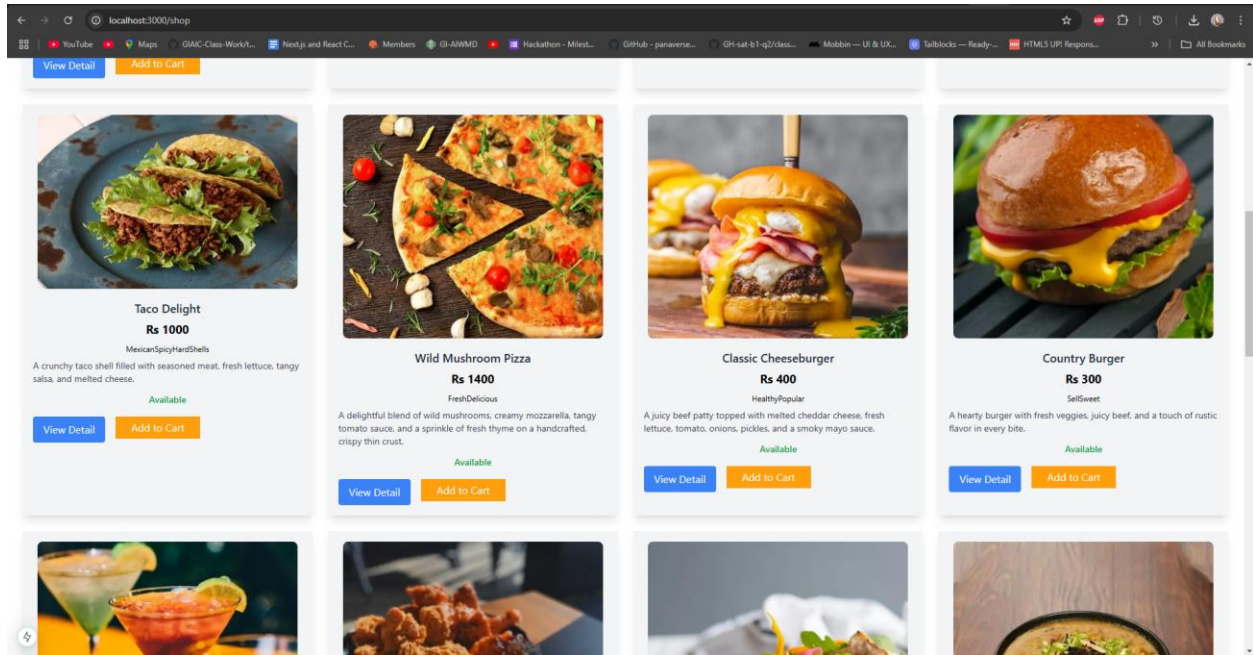 localhost:3000/shop
YouTube
Maps
GIAIC-Class-Work/t...
Next.js and React C...
Members
GI-AIWMD
Hackathon - Milest...
GitHub - panaverse...
GH-sat-b1-q2/class...
Mobbin — UI & UX...
Tailblocks — Ready-...
HTML5 UP! Respons...
All Bookmarks
View Detail
Add to Cart
Taco Delight
Rs 1000
MexicanSpicyHardShells
A crunchy taco shell filled with seasoned meat, fresh lettuce, tangy
salsa, and melted cheese.
Available
View Detail
Add to Cart
Wild Mushroom Pizza
Rs 1400
FreshDelicious
A delightful blend of wild mushrooms, creamy mozzarella, tangy
tomato sauce, and a sprinkle of fresh thyme on a handcrafted,
crispy thin crust.
Available
View Detail
Add to Cart
Classic Cheeseburger
Rs 400
HealthyPopular
A juicy beef patty topped with melted cheddar cheese, fresh
lettuce, tomato, onions, pickles, and a smoky mayo sauce.
Available
View Detail
Add to Cart
Country Burger
Rs 300
SellSweet
A hearty burger with fresh veggies, juicy beef, and a touch of rustic
flavor in every bite.
Available
View Detail
Add to Cart